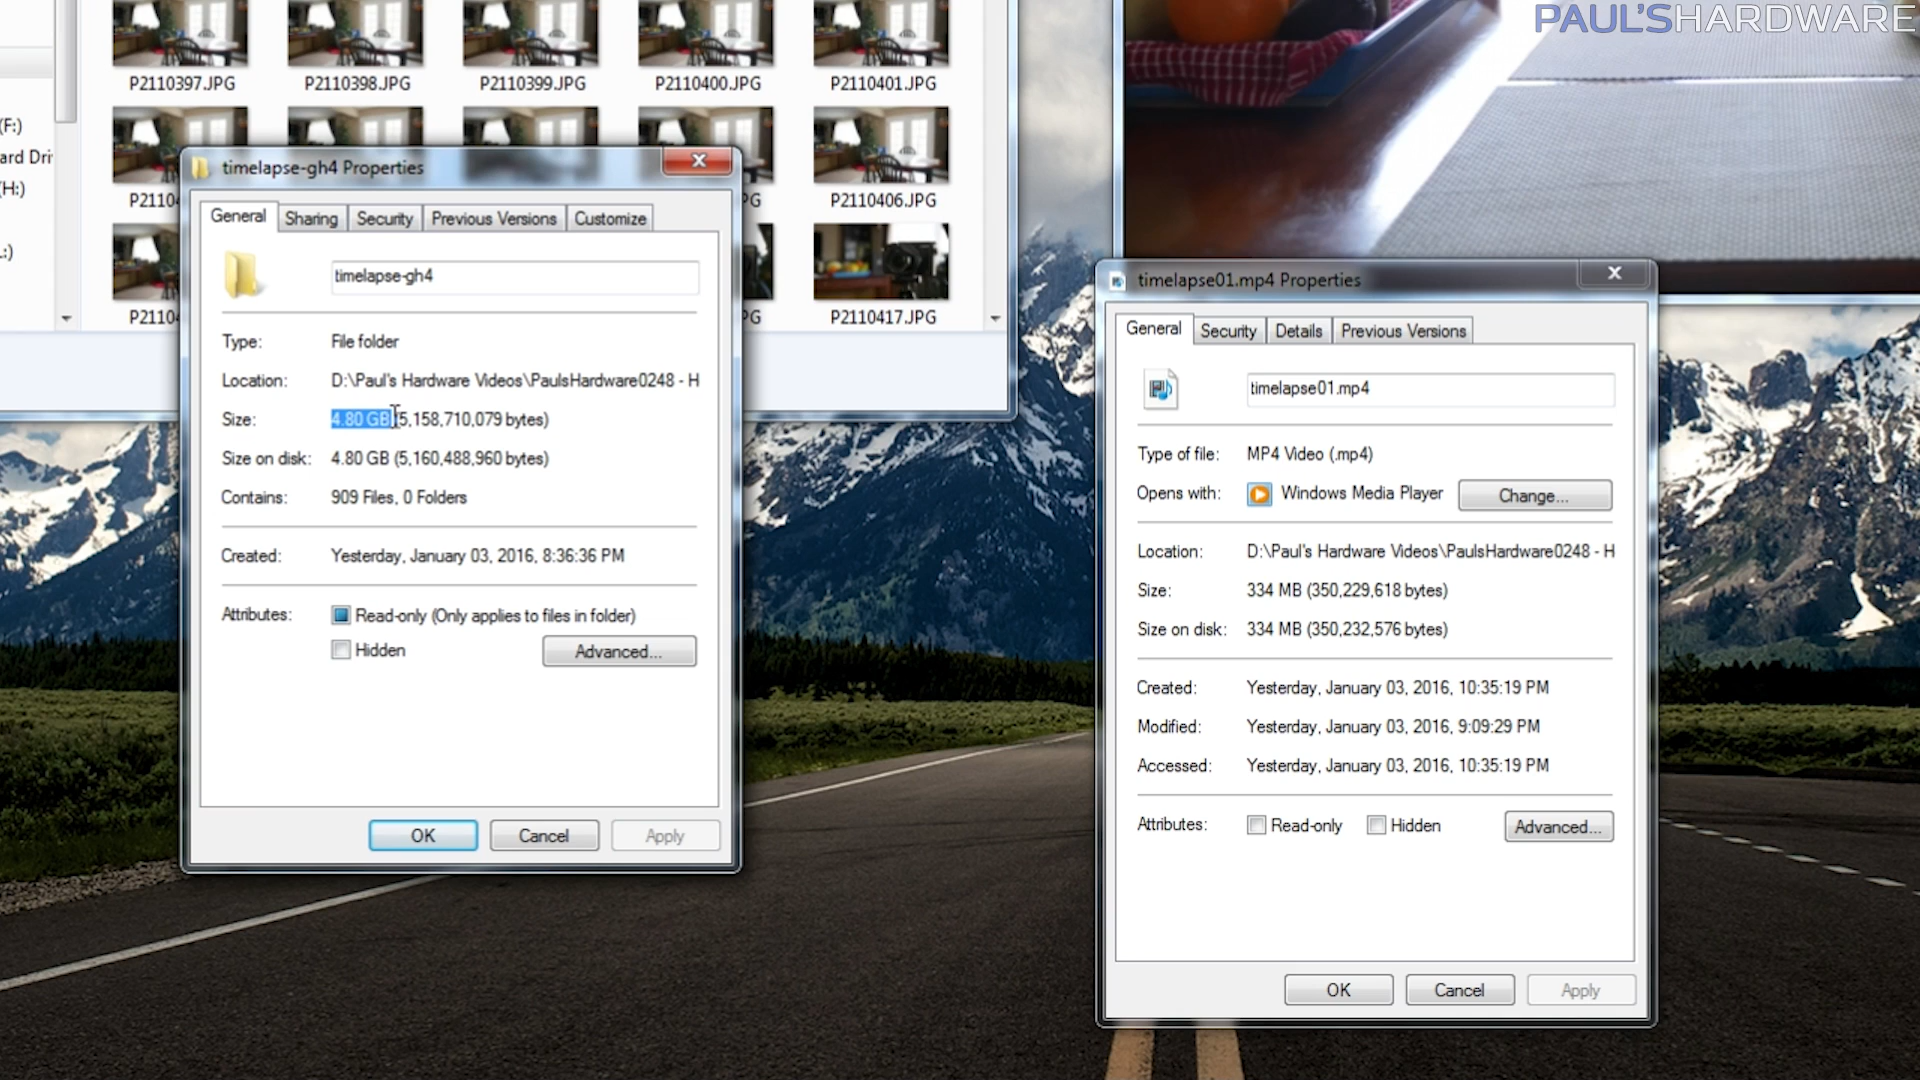 PAUL'SHARDWARE
P2110397.JPG
P2110398.JPG
P2110399.JPG
P2110400.JPG
P2110401.JPG
(F:)
ard Dri
(H:)
P2110406.JPG
P2110417.JPG
timelapse-gh4 Properties
General
Sharing
Security
Previous Versions
Customize
timelapse-gh4
Type: File folder
Location: D:\Paul's Hardware Videos\PaulsHardware0248 - H
Size: 4.80 GB (5,158,710,079 bytes)
Size on disk: 4.80 GB (5,160,488,960 bytes)
Contains: 909 Files, 0 Folders
Created: Yesterday, January 03, 2016, 8:36:36 PM
Attributes: Read-only (Only applies to files in folder)
Hidden
Advanced...
OK
Cancel
Apply
timelapse01.mp4 Properties
General
Security
Details
Previous Versions
timelapse01.mp4
Type of file: MP4 Video (.mp4)
Opens with: Windows Media Player
Change...
Location: D:\Paul's Hardware Videos\PaulsHardware0248 - H
Size: 334 MB (350,229,618 bytes)
Size on disk: 334 MB (350,232,576 bytes)
Created: Yesterday, January 03, 2016, 10:35:19 PM
Modified: Yesterday, January 03, 2016, 9:09:29 PM
Accessed: Yesterday, January 03, 2016, 10:35:19 PM
Attributes: Read-only Hidden
Advanced...
OK
Cancel
Apply